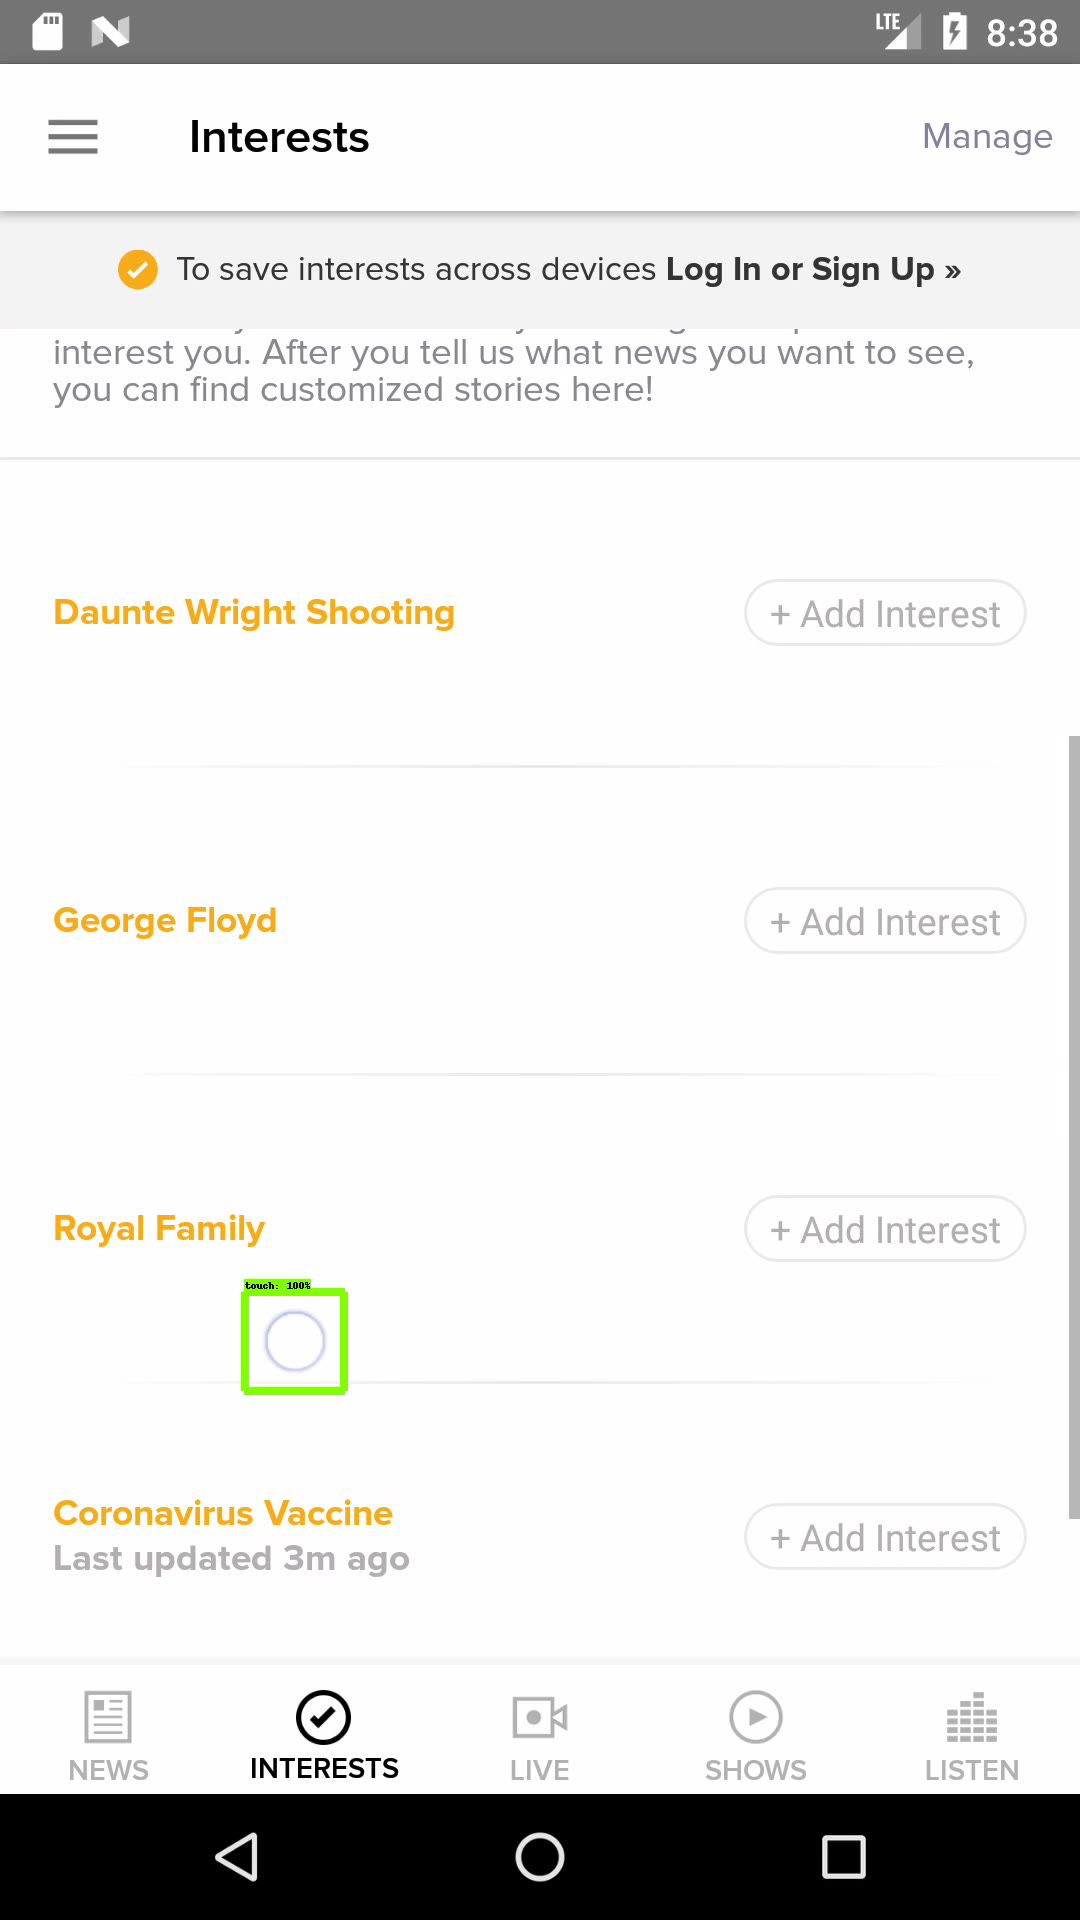 LTE 8:38
Interests
Manage
To save interests across devices Log In or Sign Up »
interest you. After you tell us what news you want to see,
you can find customized stories here!
Daunte Wright Shooting
+ Add Interest
George Floyd
+ Add Interest
Royal Family
+ Add Interest
touch: 100%
Coronavirus Vaccine
Last updated 3m ago
+ Add Interest
NEWS
INTERESTS
LIVE
SHOWS
LISTEN